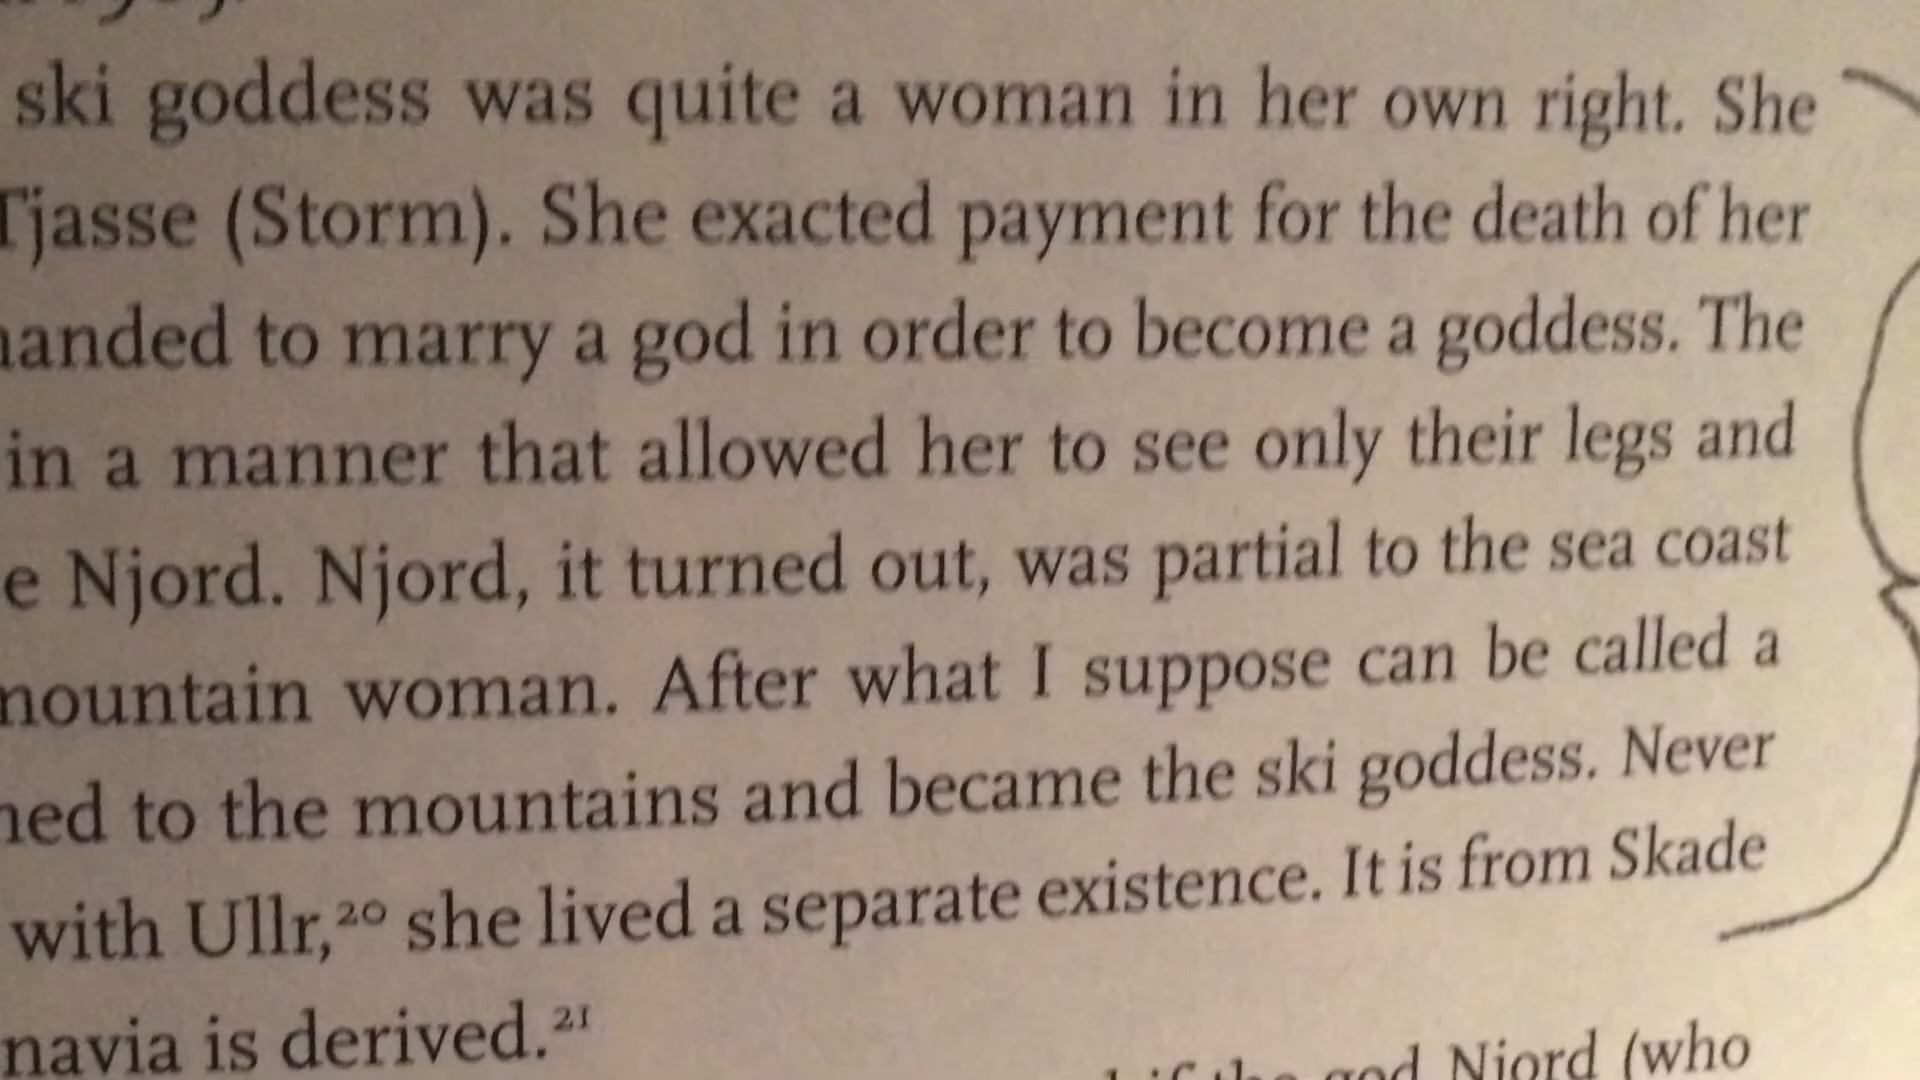 ski goddess was quite a woman in her own right. She
Tjasse (Storm). She exacted payment for the death of her
anded to marry a god in order to become a goddess. The
in a manner that allowed her to see only their legs and
e Njord. Njord, it turned out, was partial to the sea coast
mountain woman. After what I suppose can be called a
ned to the mountains and became the ski goddess. Never
with Ullr,²⁰ she lived a separate existence. It is from Skade
navia is derived.²¹
if the god Njord (who